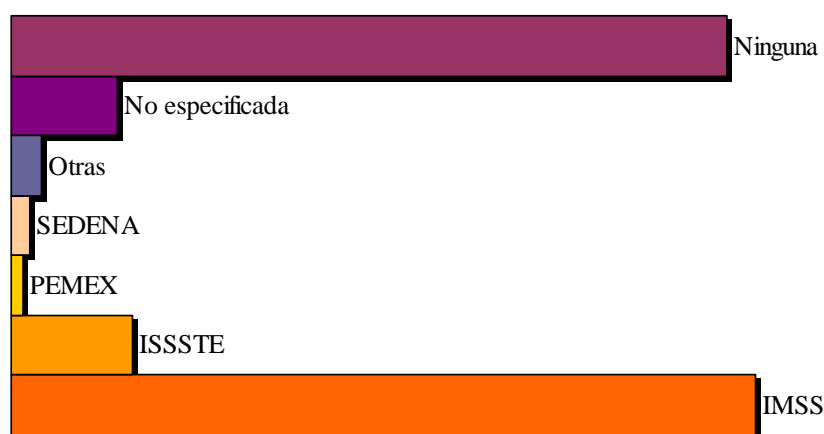 Ninguna
No especificada
Otras
SEDENA
PEMEX
ISSSTE
IMSS